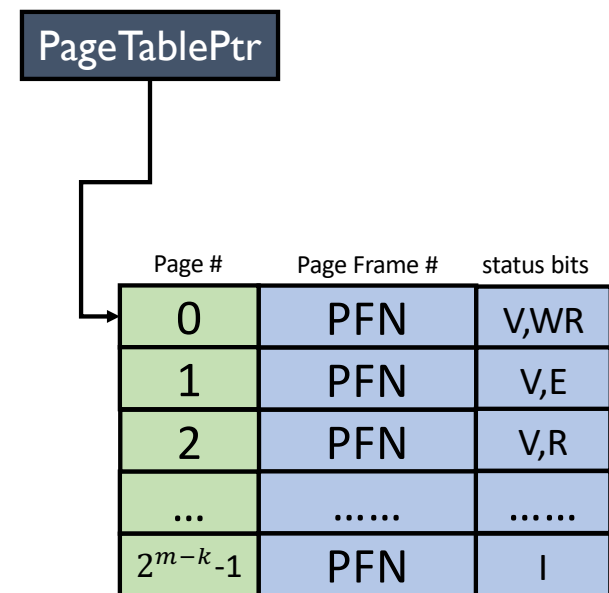 PageTablePtr
Page # Page Frame # status bits
0 PFN V,WR
1 PFN V,E
2 PFN V,R
... ...... ......
2^{m-k}-1 PFN I